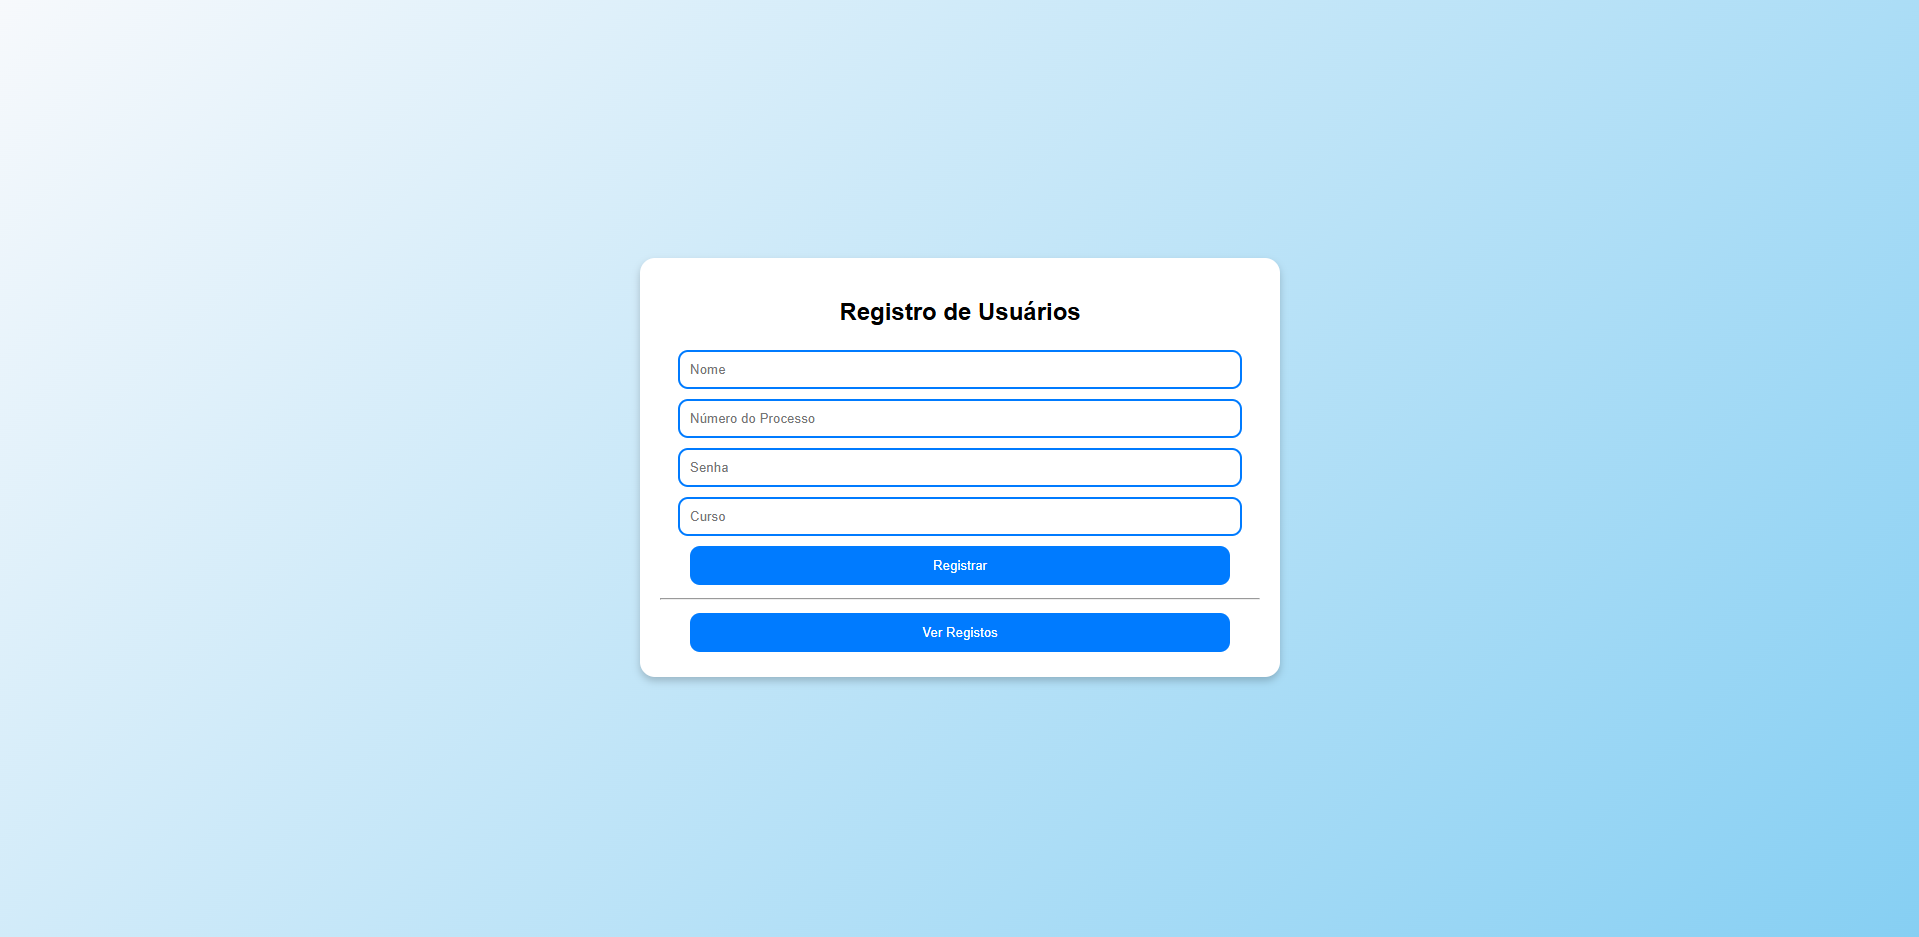 Registro de Usuários
Nome
Número do Processo
Senha
Curso
Registrar
Ver Registos